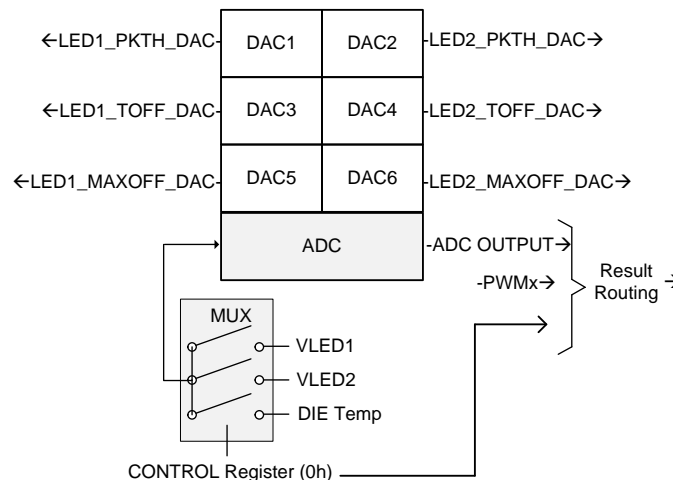 ←LED1_PKTH_DAC- DAC1 DAC2 -LED2_PKTH_DAC→
←LED1_TOFF_DAC- DAC3 DAC4 -LED2_TOFF_DAC→
←LED1_MAXOFF_DAC- DAC5 DAC6 -LED2_MAXOFF_DAC→
ADC -ADC OUTPUT→
-PWMx→
Result
Routing →
MUX
VLED1
VLED2
DIE Temp
CONTROL Register (0h)